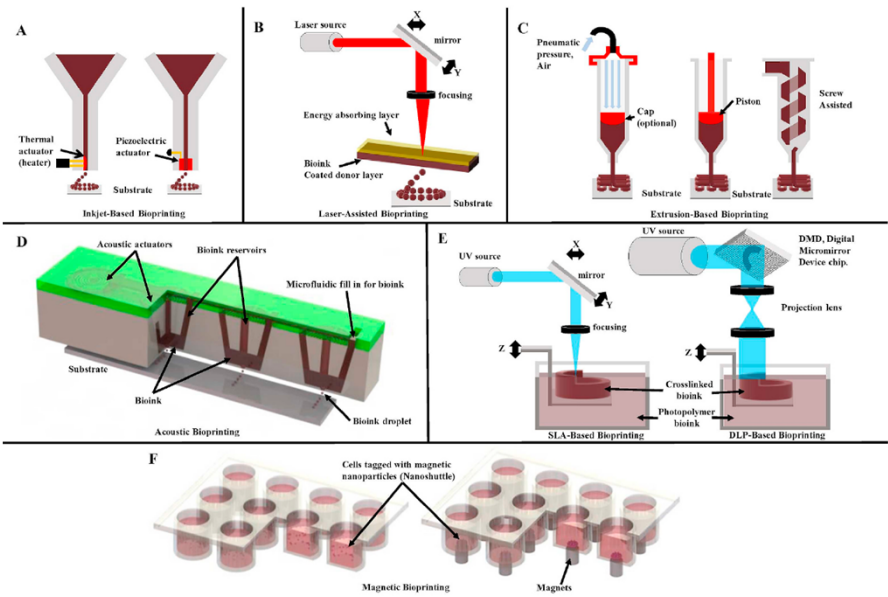 A
Thermal
actuator
(heater)
Piezoelectric
actuator
Substrate
Inkjet-Based Bioprinting
B
Laser source
X
mirror
Y
focusing
Energy absorbing layer
Bioink
Coated donor layer
Substrate
Laser-Assisted Bioprinting
C
Pneumatic
pressure,
Air
Cap
(optional)
Piston
Screw
Assisted
Substrate
Substrate
Extrusion-Based Bioprinting
D
Acoustic actuators
Bioink reservoirs
Microfluidic fill in for bioink
Substrate
Bioink
Bioink droplet
Acoustic Bioprinting
E
UV source
X
mirror
Y
focusing
Z
UV source
DMD, Digital
Micromirror
Device chip.
Projection lens
Z
Crosslinked
bioink
Photopolymer
bioink
SLA-Based Bioprinting
DLP-Based Bioprinting
F
Cells tagged with magnetic
nanoparticles (Nanoshuttle)
Magnets
Magnetic Bioprinting